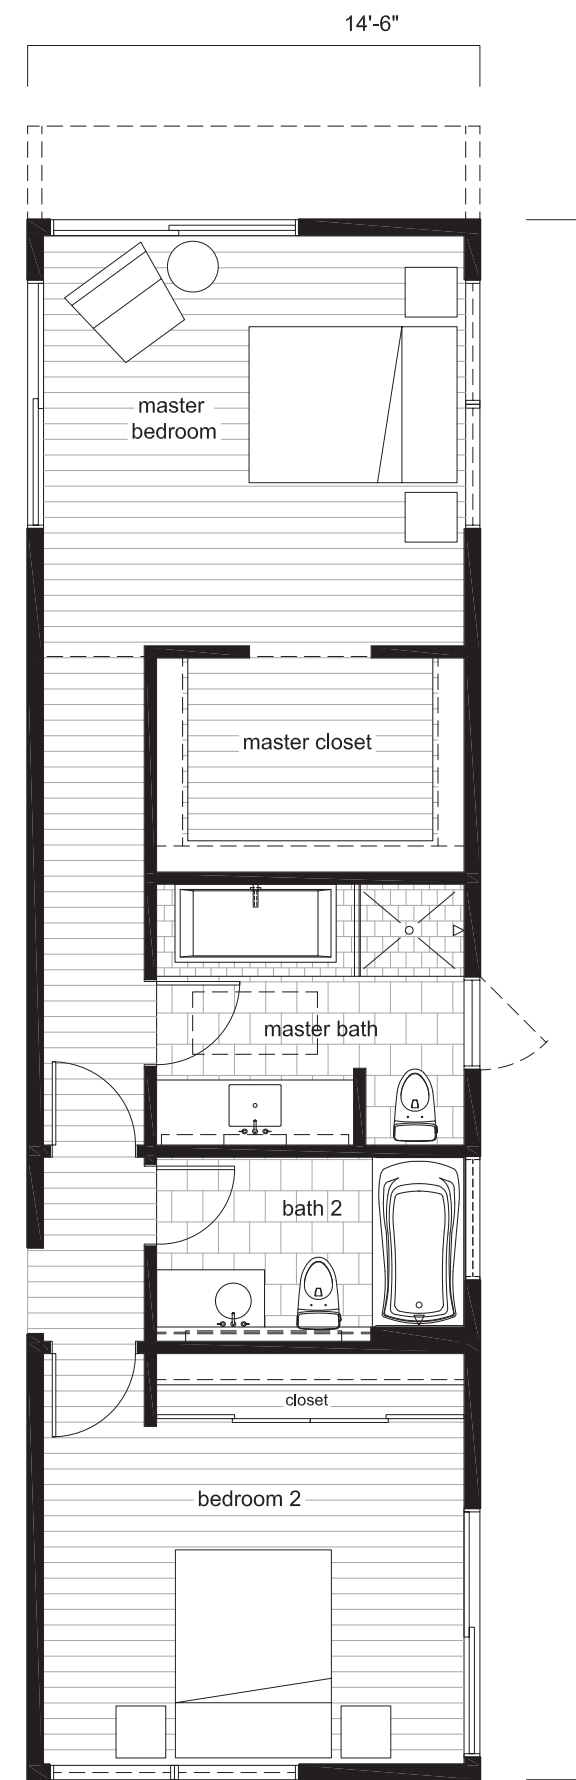 14'-6"
master
bedroom
master closet
master bath
bath 2
closet
bedroom 2